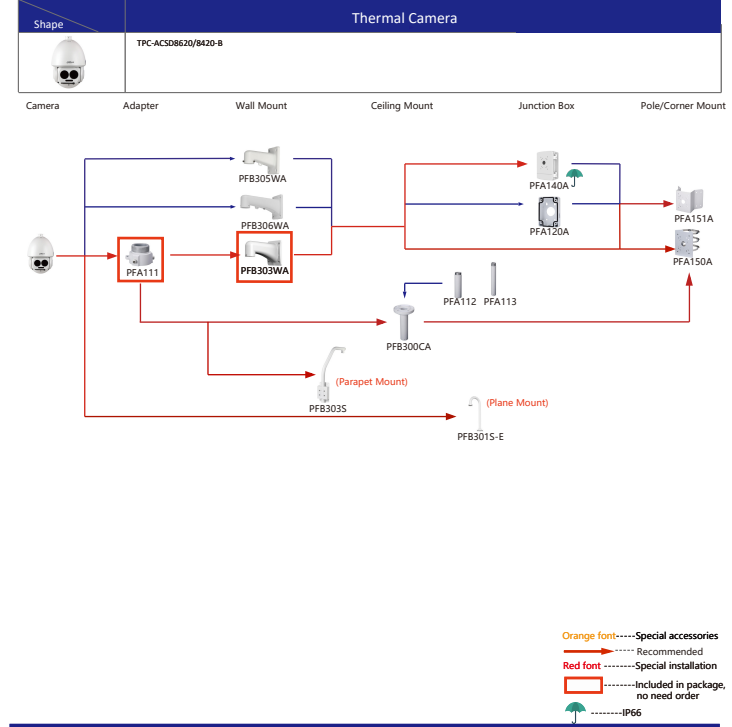 Shape
Thermal Camera
TPC-ACSD8620/8420-B
Camera
Adapter
Wall Mount
Ceiling Mount
Junction Box
Pole/Corner Mount
PFB305WA
PFA140A
PFB306WA
PFA120A
PFA151A
PFA111
PFB303WA
PFA150A
PFA112
PFA113
PFB300CA
(Parapet Mount)
PFB303S
(Plane Mount)
PFB301S-E
Orange font-----Special accessories
----- Recommended
Red font --------Special installation
--------Included in package,
no need order
--------IP66